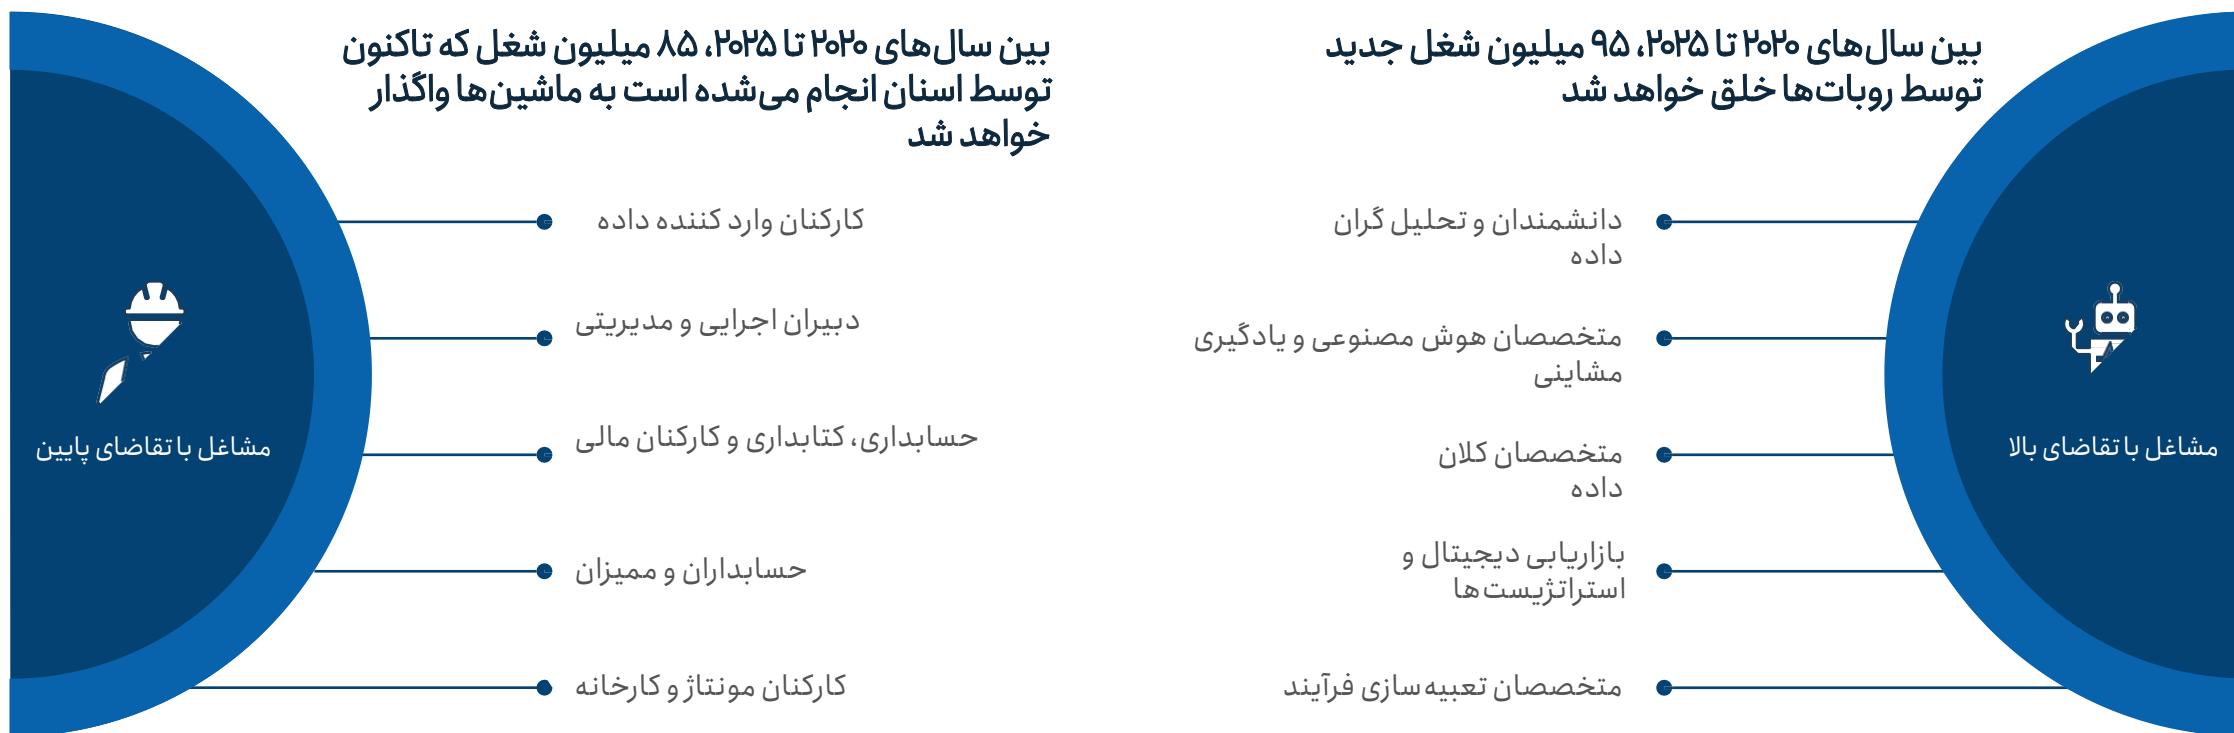 بین سال‌های ۲۰۲۰ تا ۲۰۲۵، ۹۵ میلیون شغل جدید
توسط روبات‌ها خلق خواهد شد
مشاغل با تقاضای بالا
دانشمندان و تحلیل گران
داده
متخصصان هوش مصنوعی و یادگیری
مشاینی
متخصصان کلان
داده
بازاریابی دیجیتال و
استراتژیست‌ها
متخصصان تعبیه‌سازی فرآیند
بین سال‌های ۲۰۲۰ تا ۲۰۲۵، ۸۵ میلیون شغل که تاکنون
توسط اسنان انجام می‌شده است به ماشین‌ها واگذار
خواهد شد
کارکنان وارد کننده داده
دبیران اجرایی و مدیریتی
حسابداری، کتابداری و کارکنان مالی
حسابداران و ممیزان
کارکنان مونتاژ و کارخانه
مشاغل با تقاضای پایین